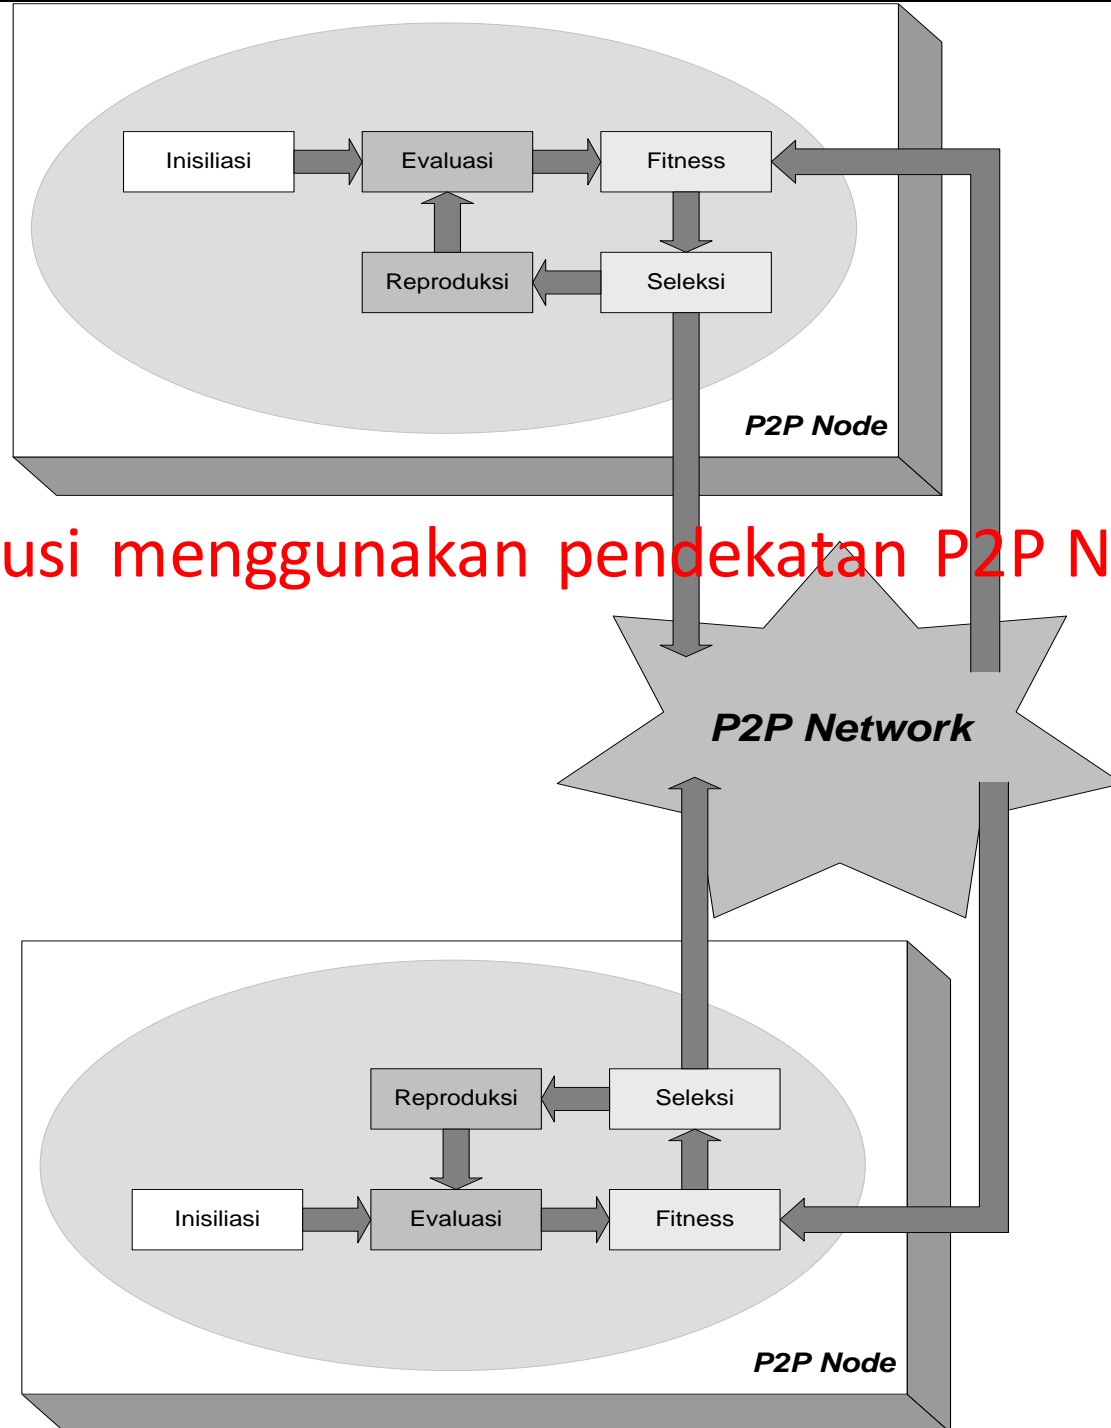 Inisiliasi Evaluasi Fitness
Reproduksi Seleksi
P2P Node
usi menggunakan pendekatan P2P N
P2P Network
Reproduksi Seleksi
Inisiliasi Evaluasi Fitness
P2P Node